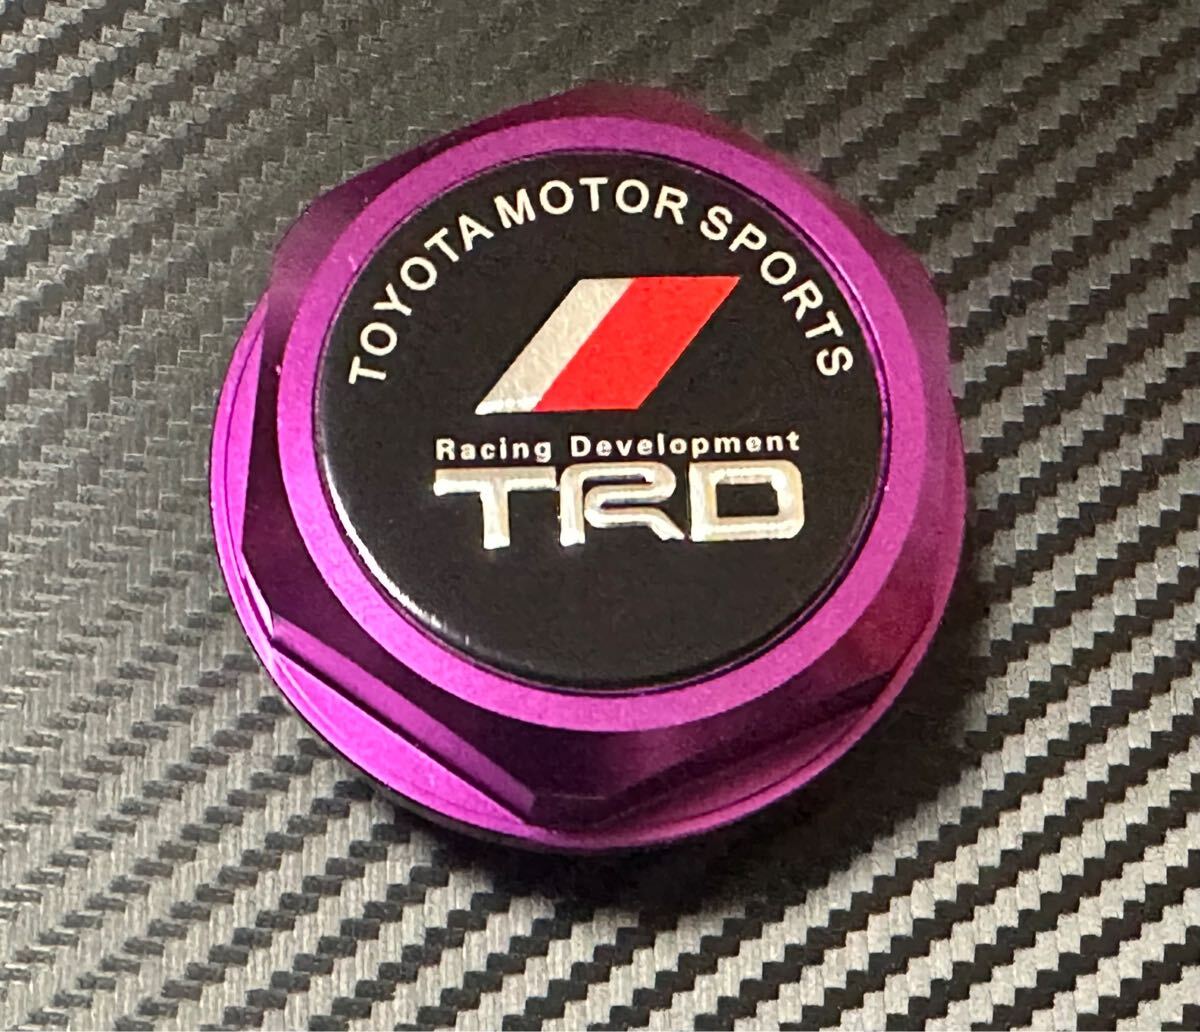 TOYOTA MOTOR SPORTS
Racing Development
TRD